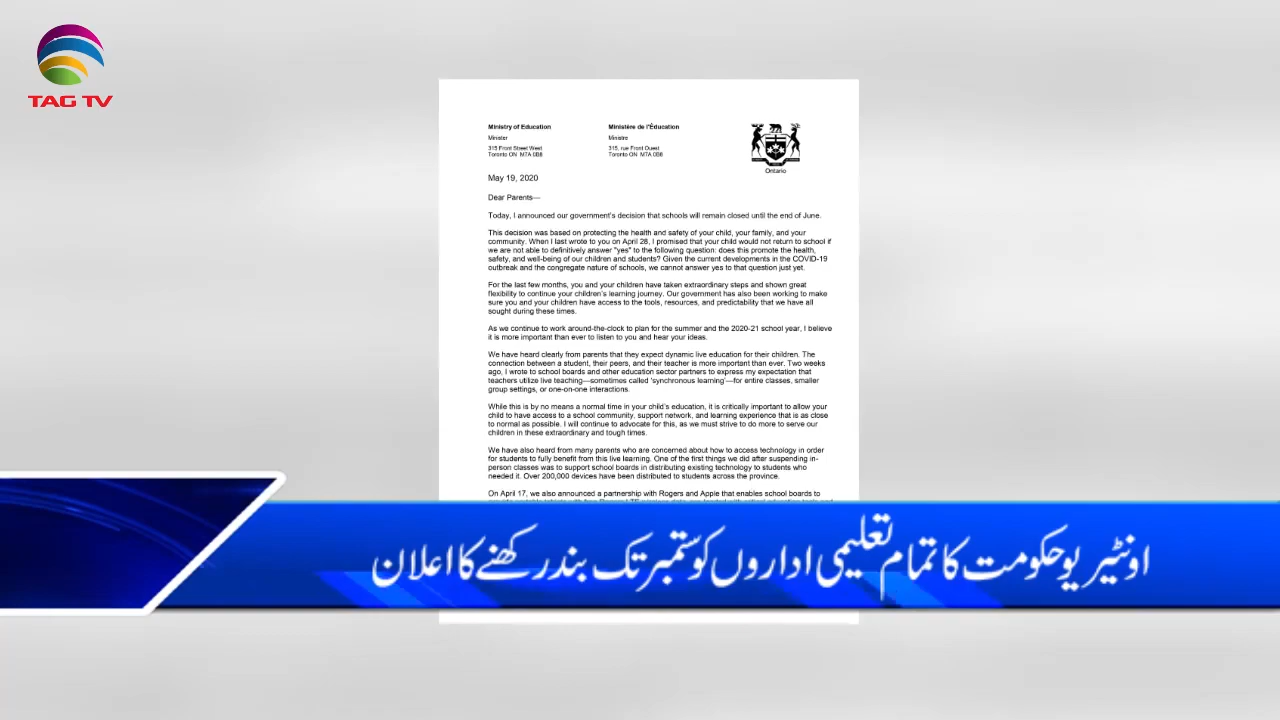 TAG TV
Ministry of Education
Minister
315 Front Street West
Toronto ON M7A 0B8
Ministère de l'Éducation
Ministre
315, rue Front Ouest
Toronto ON M7A 0B8
Ontario
May 19, 2020
Dear Parents—
Today, I announced our government's decision that schools will remain closed until the end of June.
This decision was based on protecting the health and safety of your child, your family, and your
community. When I last wrote to you on April 28, I promised that your child would not return to school if
we are not able to definitively answer "yes" to the following question: does this promote the health,
safety, and well-being of our children and students? Given the current developments in the COVID-19
outbreak and the congregate nature of schools, we cannot answer yes to that question just yet.
For the last few months, you and your children have taken extraordinary steps and shown great
flexibility to continue your children's learning journey. Our government has also been working to make
sure you and your children have access to the tools, resources, and predictability that we have all
sought during these times.
As we continue to work around-the-clock to plan for the summer and the 2020-21 school year, I believe
it is more important than ever to listen to you and hear your ideas.
We have heard clearly from parents that they expect dynamic live education for their children. The
connection between a student, their peers, and their teacher is more important than ever. Two weeks
ago, I wrote to school boards and other education sector partners to express my expectation that
teachers utilize live teaching—sometimes called 'synchronous learning'—for entire classes, smaller
group settings, or one-on-one interactions.
While this is by no means a normal time in your child's education, it is critically important to allow your
child to have access to a school community, support network, and learning experience that is as close
to normal as possible. I will continue to advocate for this, as we must strive to do more to serve our
children in these extraordinary and tough times.
We have also heard from many parents who are concerned about how to access technology in order
for students to fully benefit from this live learning. One of the first things we did after suspending in-
person classes was to support school boards in distributing existing technology to students who
needed it. Over 200,000 devices have been distributed to students across the province.
On April 17, we also announced a partnership with Rogers and Apple that enables school boards to
اونٹیریو حکومت کا تمام تعلیمی اداروں کو ستمبر تک بند رکھنے کا اعلان